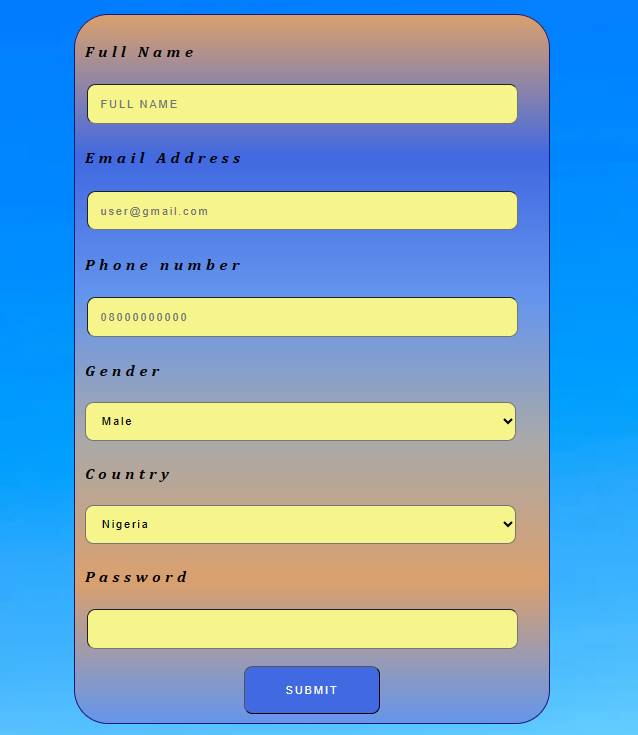 Full Name
FULL NAME
Email Address
user@gmail.com
Phone number
08000000000
Gender
Male
Country
Nigeria
Password
SUBMIT